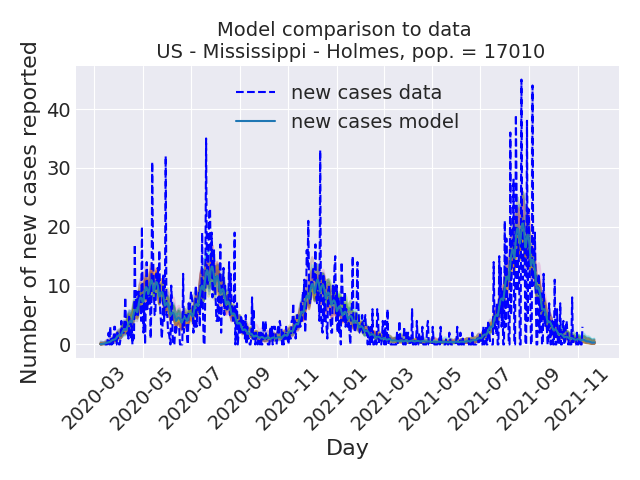 Model comparison to data
US - Mississippi - Holmes, pop. = 17010
new cases data
new cases model
Number of new cases reported
40
30
20
10
0
2020-03
2020-05
2020-07
2020-09
2020-11
2021-01
2021-03
2021-05
2021-07
2021-09
2021-11
Day